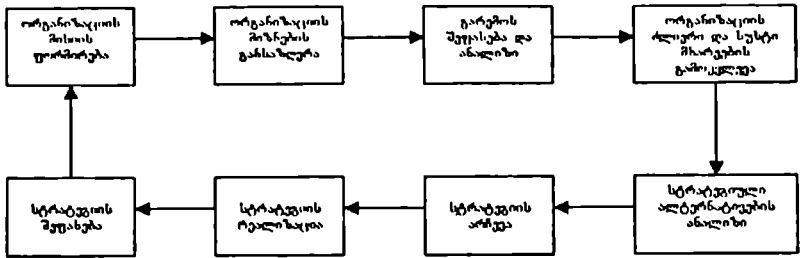 ორგანიზაციის
მისიის
ფორმირება
ორგანიზაციის
მიზნების
განსაზღვრა
გარემოს
შეფასება და
ანალიზი
ორგანიზაციის
ძლიერი და სუსტი
მხარეების
გამოკვლევა
სტრატეგიული
ალტერნატივების
ანალიზი
სტრატეგიის
არჩევა
სტრატეგიის
რეალიზაცია
სტრატეგიის
შეფასება